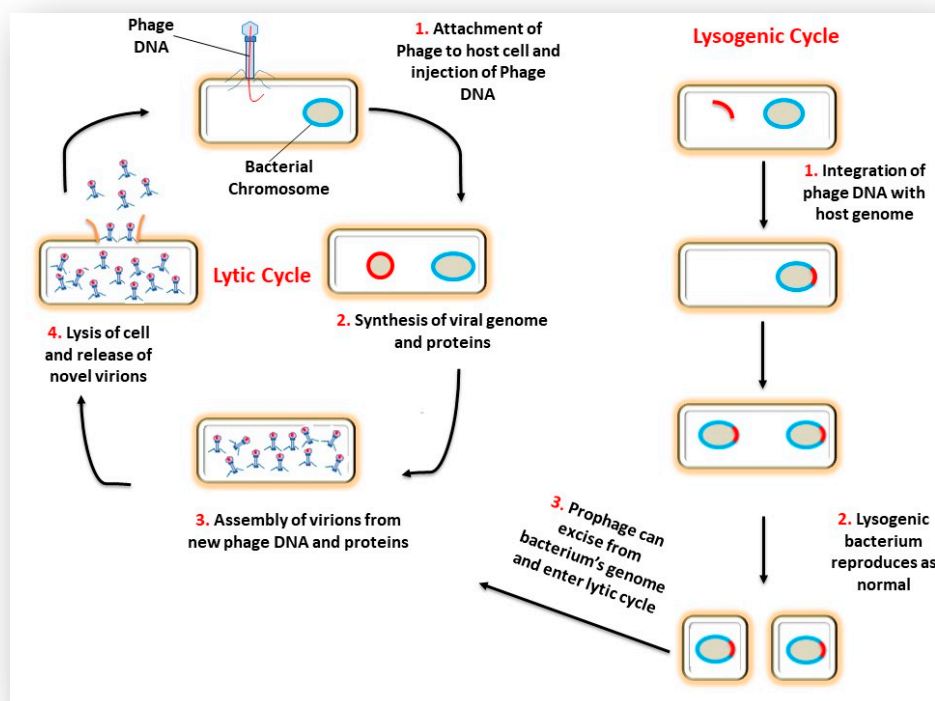 Phage
DNA
1. Attachment of
Phage to host cell and
injection of Phage
DNA
Bacterial
Chromosome
Lytic Cycle
2. Synthesis of viral genome
and proteins
3. Assembly of virions from
new phage DNA and proteins
4. Lysis of cell
and release of
novel virions
Lysogenic Cycle
1. Integration of
phage DNA with
host genome
2. Lysogenic
bacterium
reproduces as
normal
3. Prophage can
excise from
bacterium's genome
and enter lytic cycle